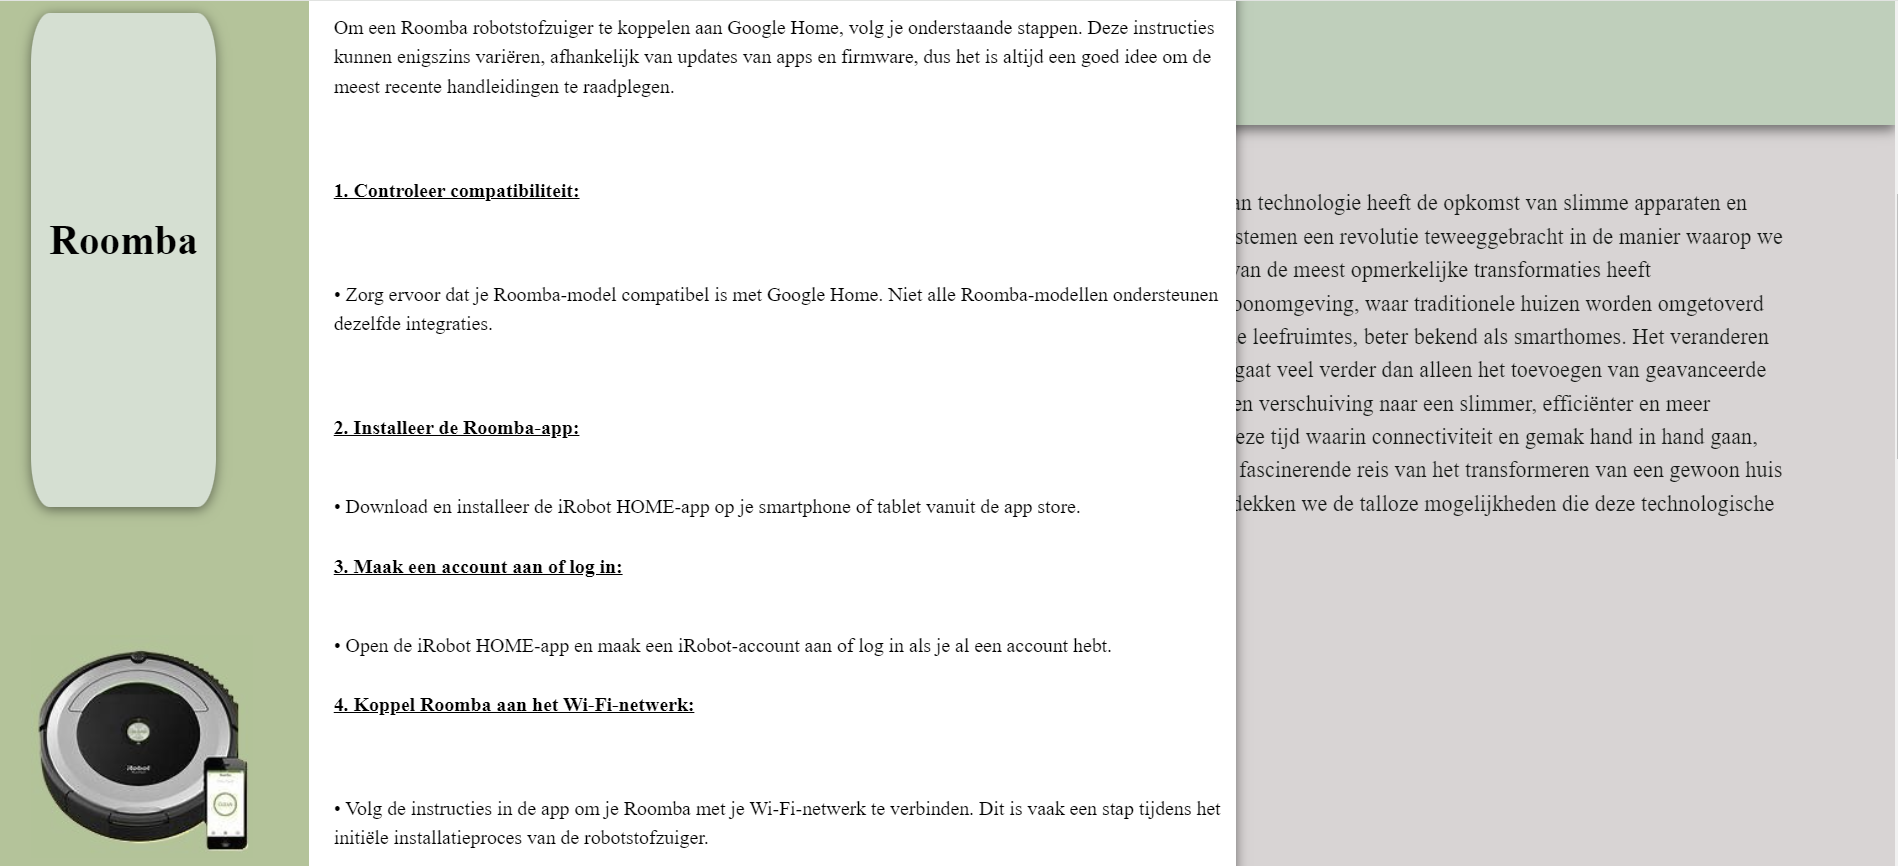 Roomba
Om een Roomba robotstofzuiger te koppelen aan Google Home, volg je onderstaande stappen. Deze instructies
kunnen enigszins variëren, afhankelijk van updates van apps en firmware, dus het is altijd een goed idee om de
meest recente handleidingen te raadplegen.
1. Controleer compatibiliteit:
• Zorg ervoor dat je Roomba-model compatibel is met Google Home. Niet alle Roomba-modellen ondersteunen
dezelfde integraties.
2. Installeer de Roomba-app:
• Download en installeer de iRobot HOME-app op je smartphone of tablet vanuit de app store.
3. Maak een account aan of log in:
• Open de iRobot HOME-app en maak een iRobot-account aan of log in als je al een account hebt.
4. Koppel Roomba aan het Wi-Fi-netwerk:
• Volg de instructies in de app om je Roomba met je Wi-Fi-netwerk te verbinden. Dit is vaak een stap tijdens het
initiële installatieproces van de robotstofzuiger.
an technologie heeft de opkomst van slimme apparaten en
stemen een revolutie teweeggebracht in de manier waarop we
van de meest opmerkelijke transformaties heeft
oonomgeving, waar traditionele huizen worden omgetoverd
e leefruimtes, beter bekend als smarthomes. Het veranderen
gaat veel verder dan alleen het toevoegen van geavanceerde
en verschuiving naar een slimmer, efficiënter en meer
eze tijd waarin connectiviteit en gemak hand in hand gaan,
fascinerende reis van het transformeren van een gewoon huis
dekken we de talloze mogelijkheden die deze technologische
iRobot